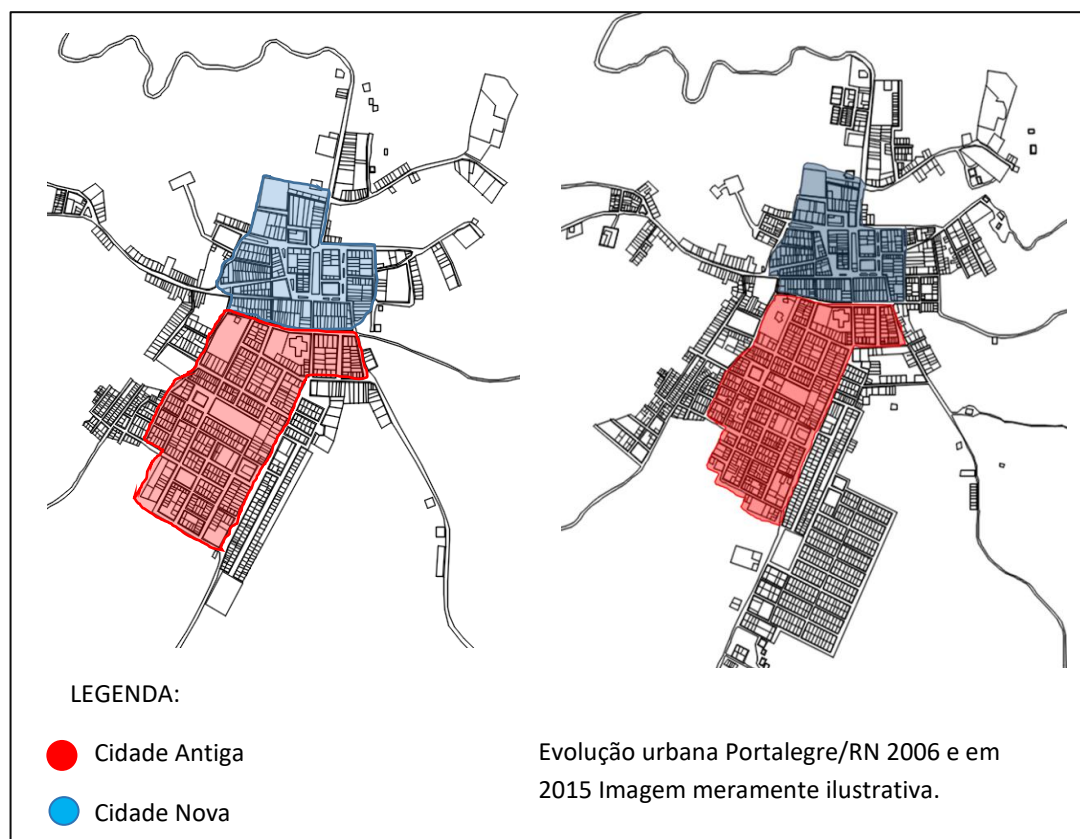 LEGENDA:
Cidade Antiga
Cidade Nova
Evolução urbana Portalegre/RN 2006 e em
2015 Imagem meramente ilustrativa.